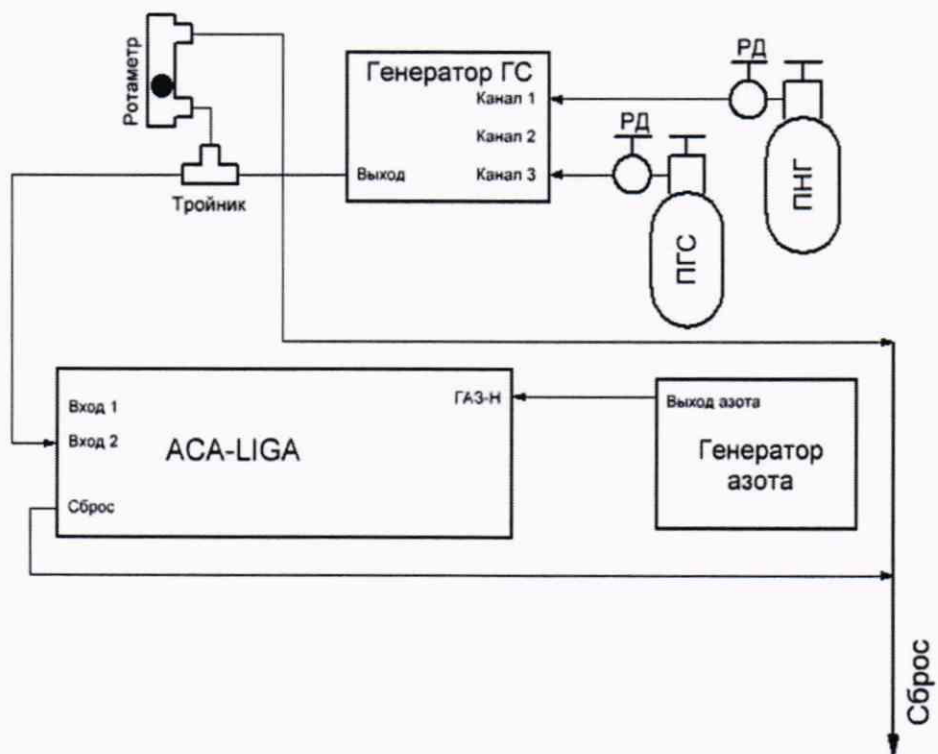 Ротаметр
Тройник
Генератор ГС
Канал 1
Канал 2
Выход
Канал 3
РД
РД
ПНГ
ПГС
Вход 1
Вход 2
ACA-LIGA
Сброс
ГАЗ-Н
Выход азота
Генератор
азота
Сброс